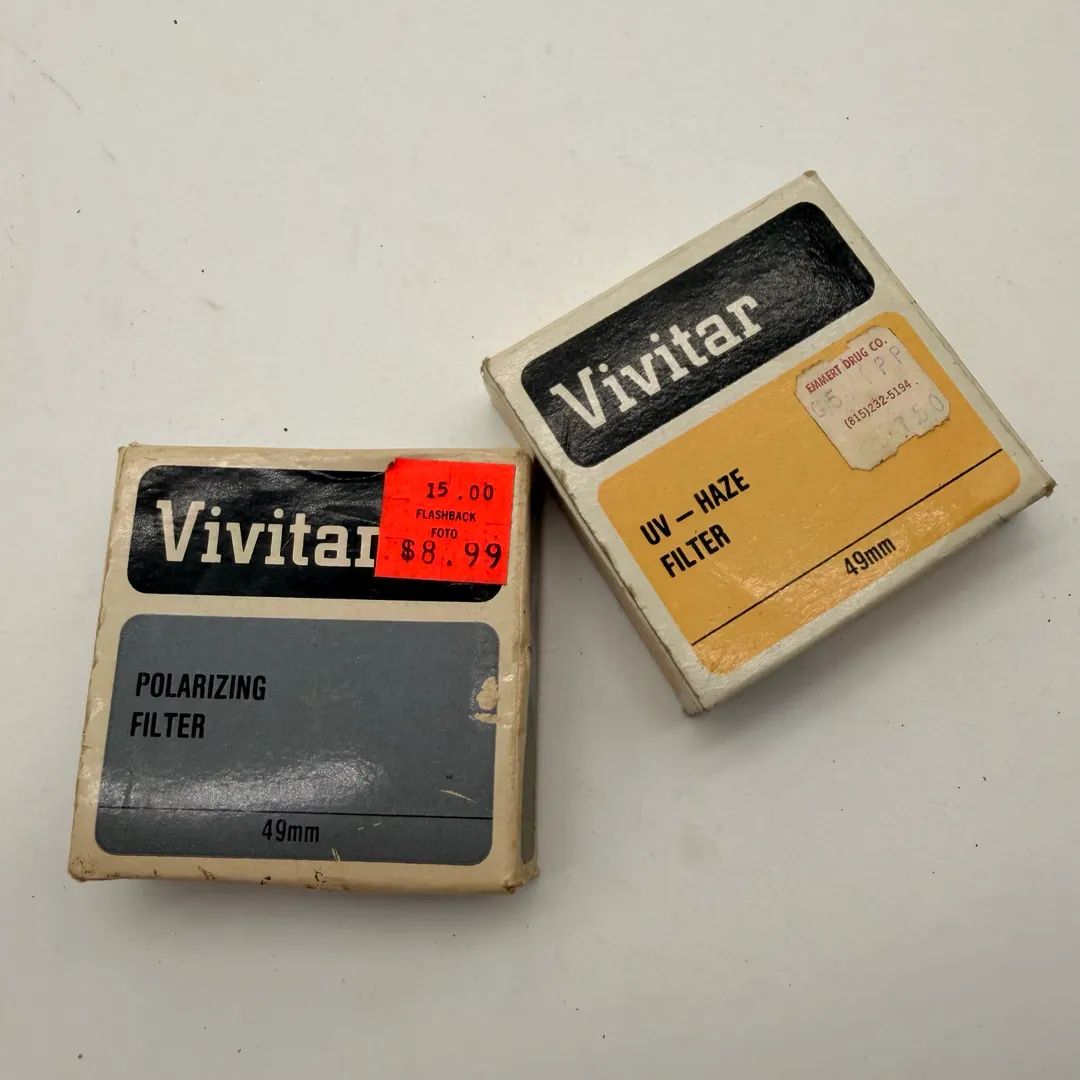 Vivitar
15.00
FLASHBACK
FOTO
$8.99
POLARIZING
FILTER
49mm
Vivitar
EMMERT DRUG CO.
(815)232-5194
UV – HAZE
FILTER
49mm